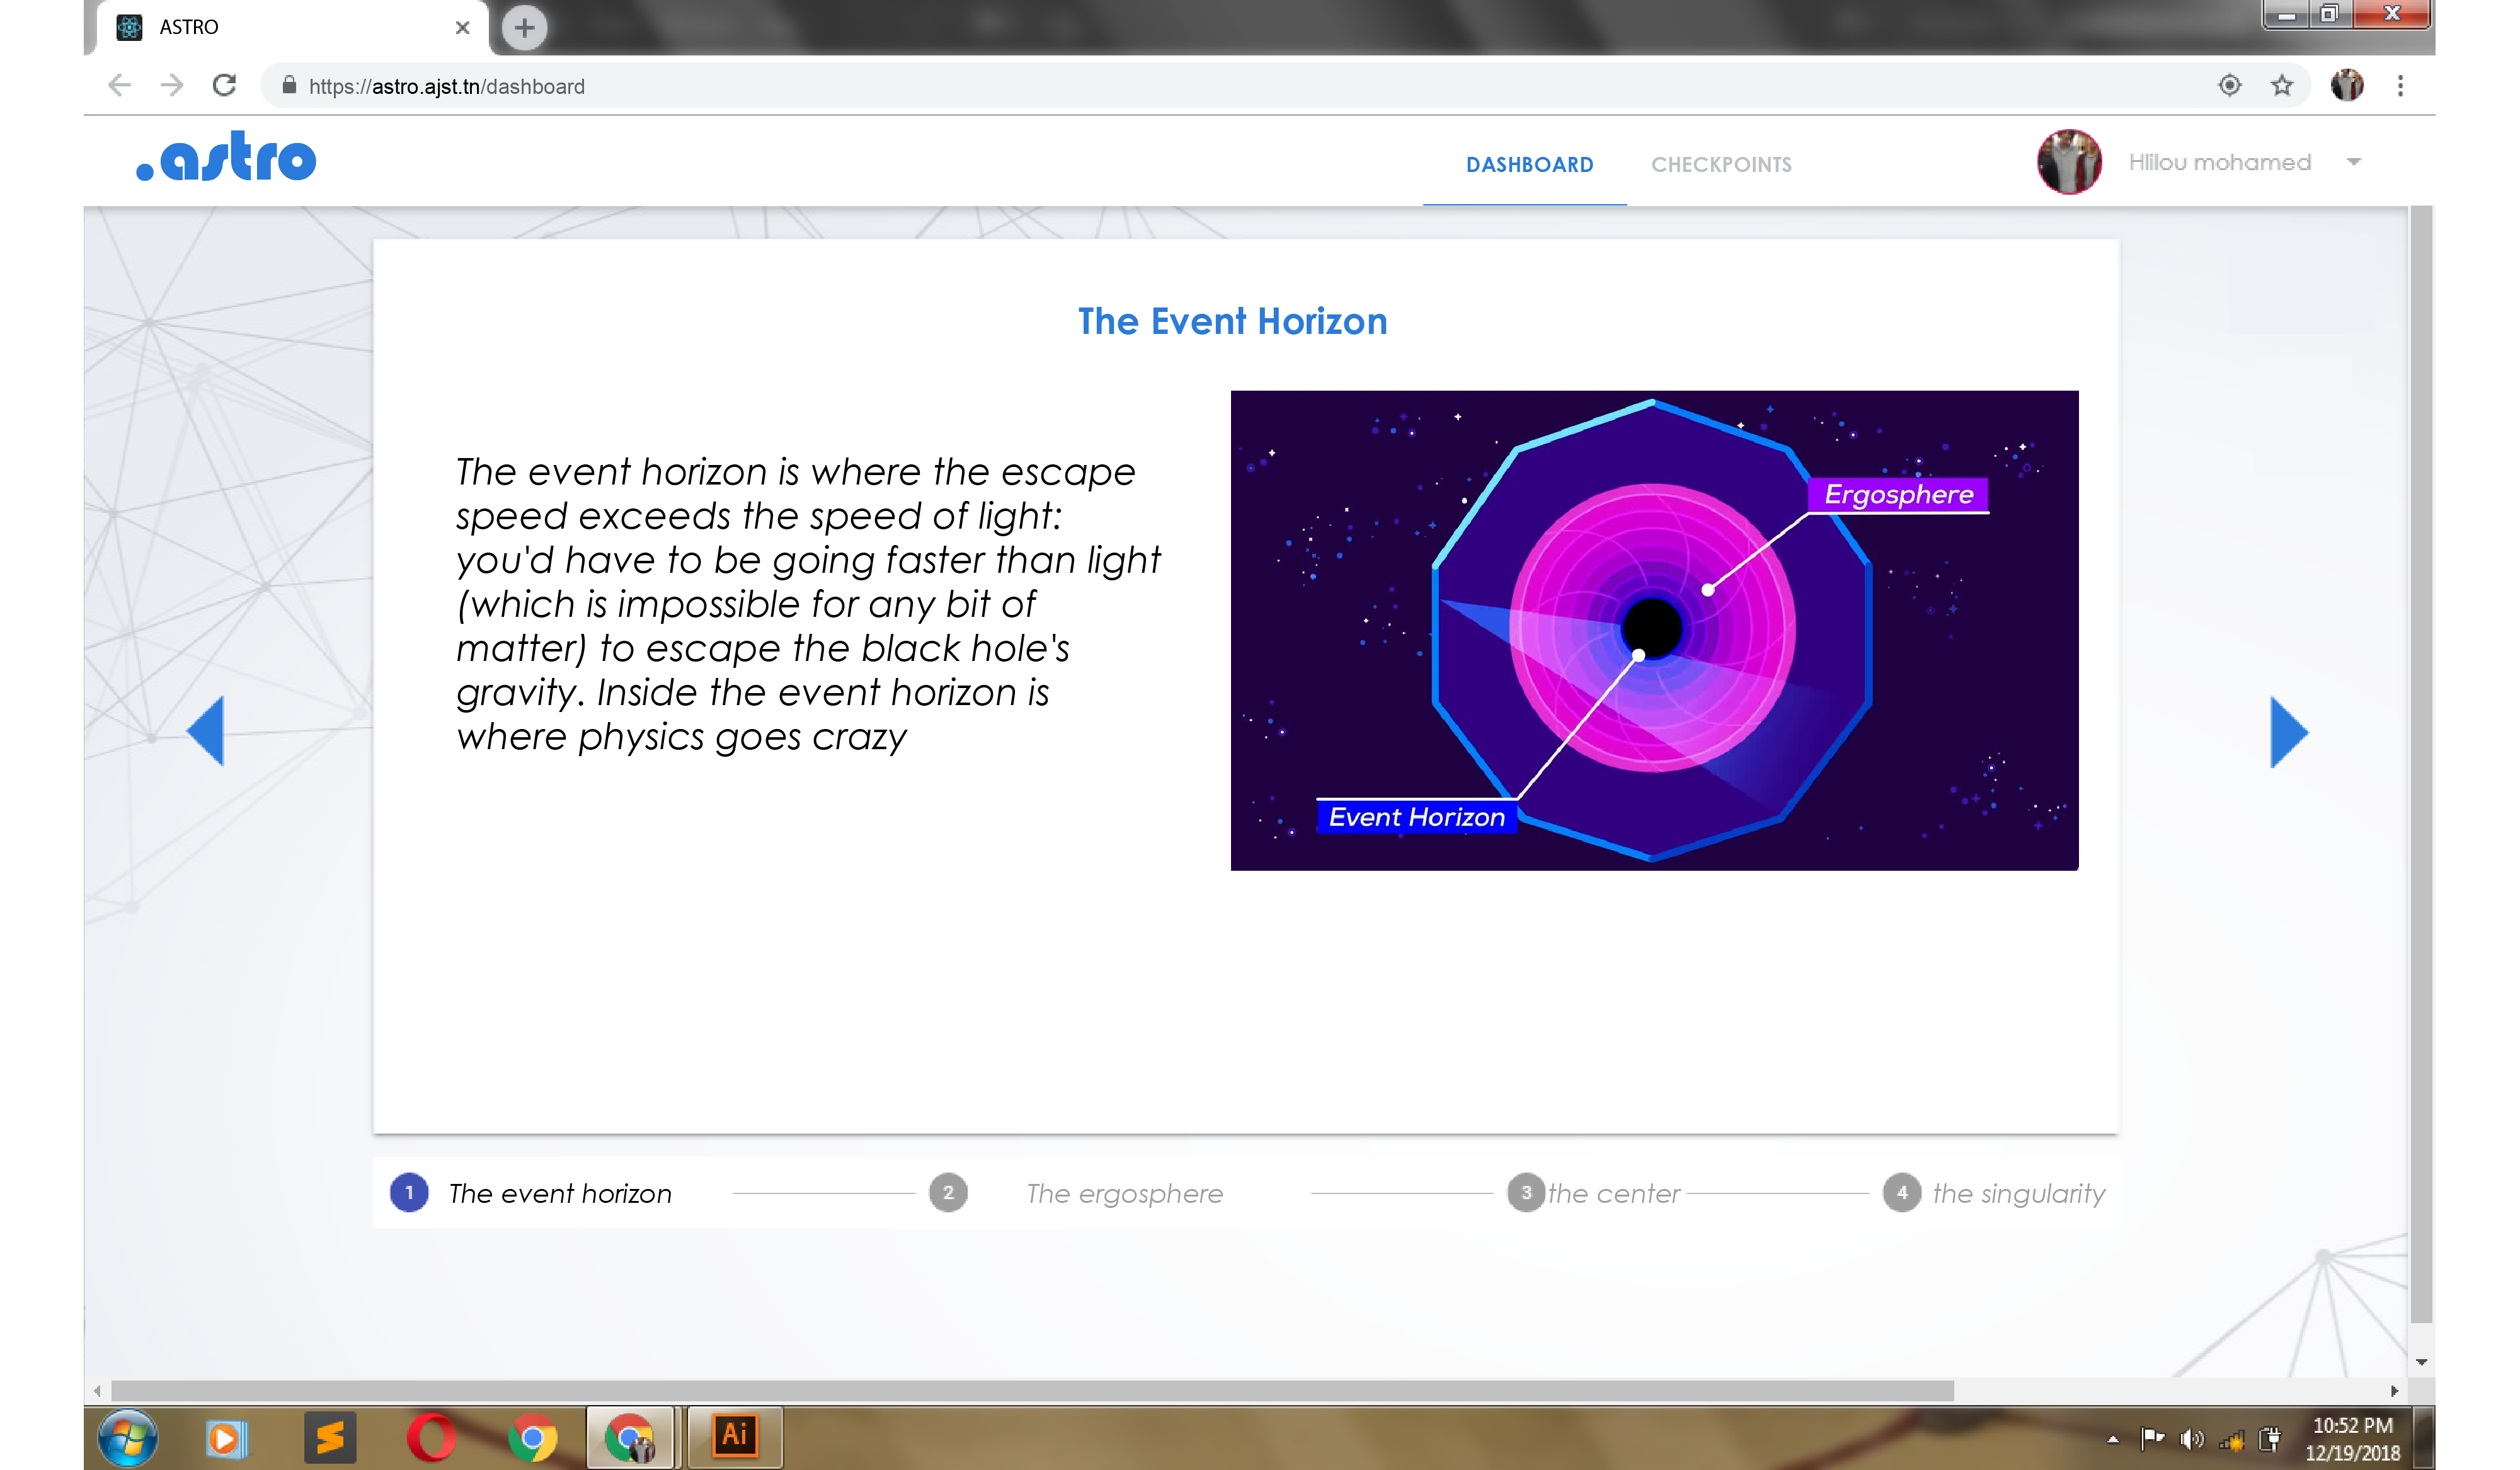 ASTRO
https://astro.ajst.tn/dashboard
.astro
DASHBOARD
CHECKPOINTS
Hlilou mohamed
The Event Horizon
The event horizon is where the escape
speed exceeds the speed of light:
you'd have to be going faster than light
(which is impossible for any bit of
matter) to escape the black hole's
gravity. Inside the event horizon is
where physics goes crazy
Ergosphere
Event Horizon
1 The event horizon
2 The ergosphere
3 the center
4 the singularity
Ai
10:52 PM
12/19/2018